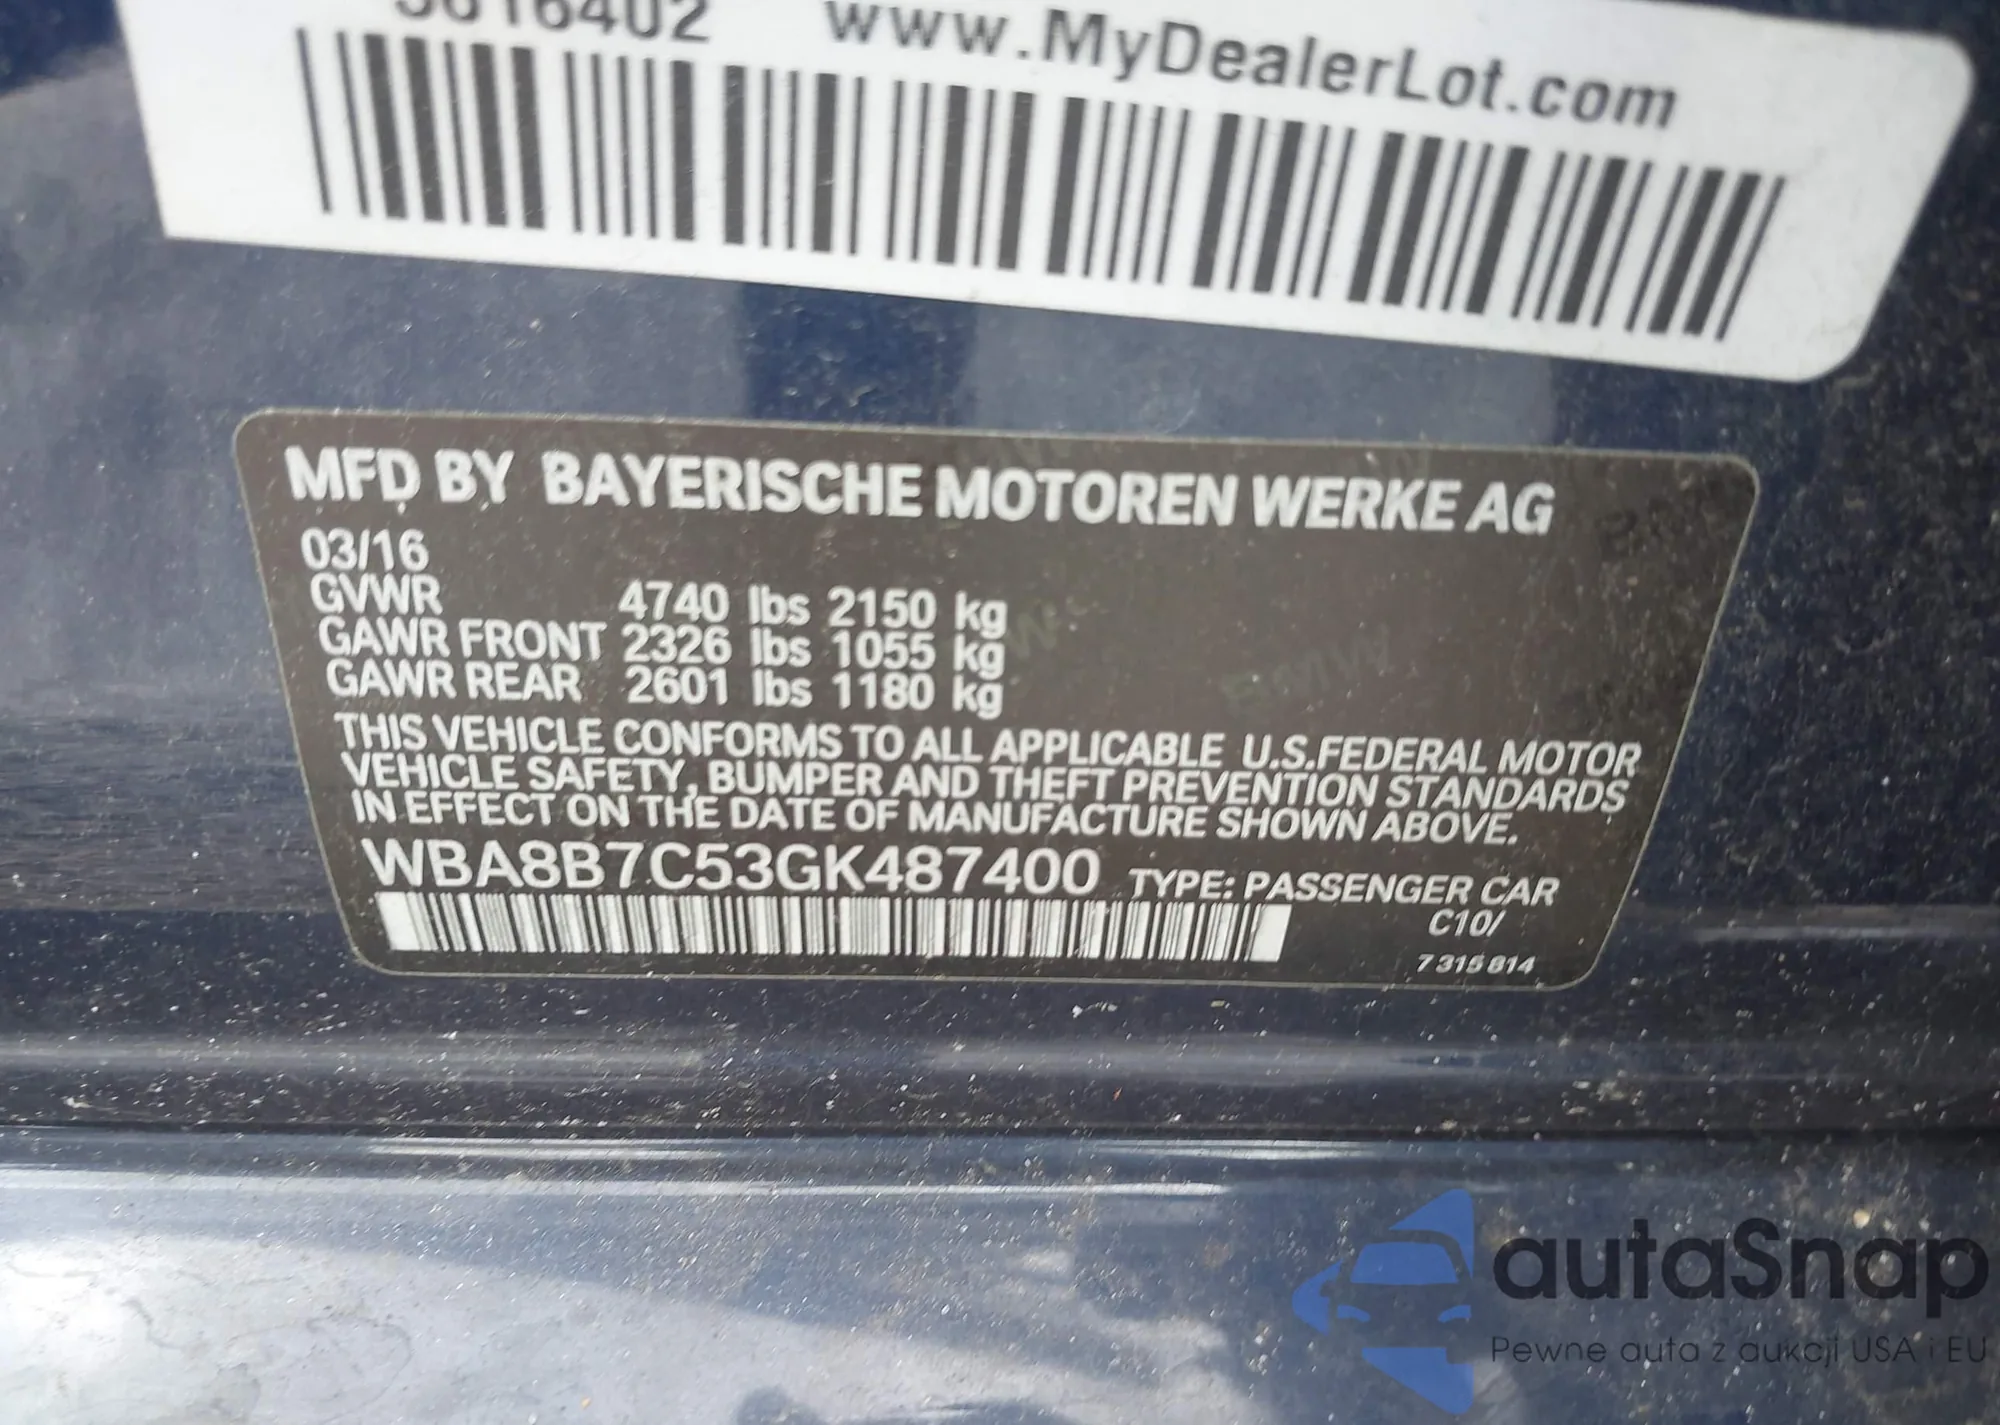 5616402 www.MyDealerLot.com
MFD BY BAYERISCHE MOTOREN WERKE AG
03/16
GVWR 4740 lbs 2150 kg
GAWR FRONT 2326 lbs 1055 kg
GAWR REAR 2601 lbs 1180 kg
THIS VEHICLE CONFORMS TO ALL APPLICABLE U.S.FEDERAL MOTOR
VEHICLE SAFETY, BUMPER AND THEFT PREVENTION STANDARDS
IN EFFECT ON THE DATE OF MANUFACTURE SHOWN ABOVE.
WBA8B7C53GK487400 TYPE: PASSENGER CAR
C10/
7 315 814
autaSnap
Pewne auta z aukcji USA i EU